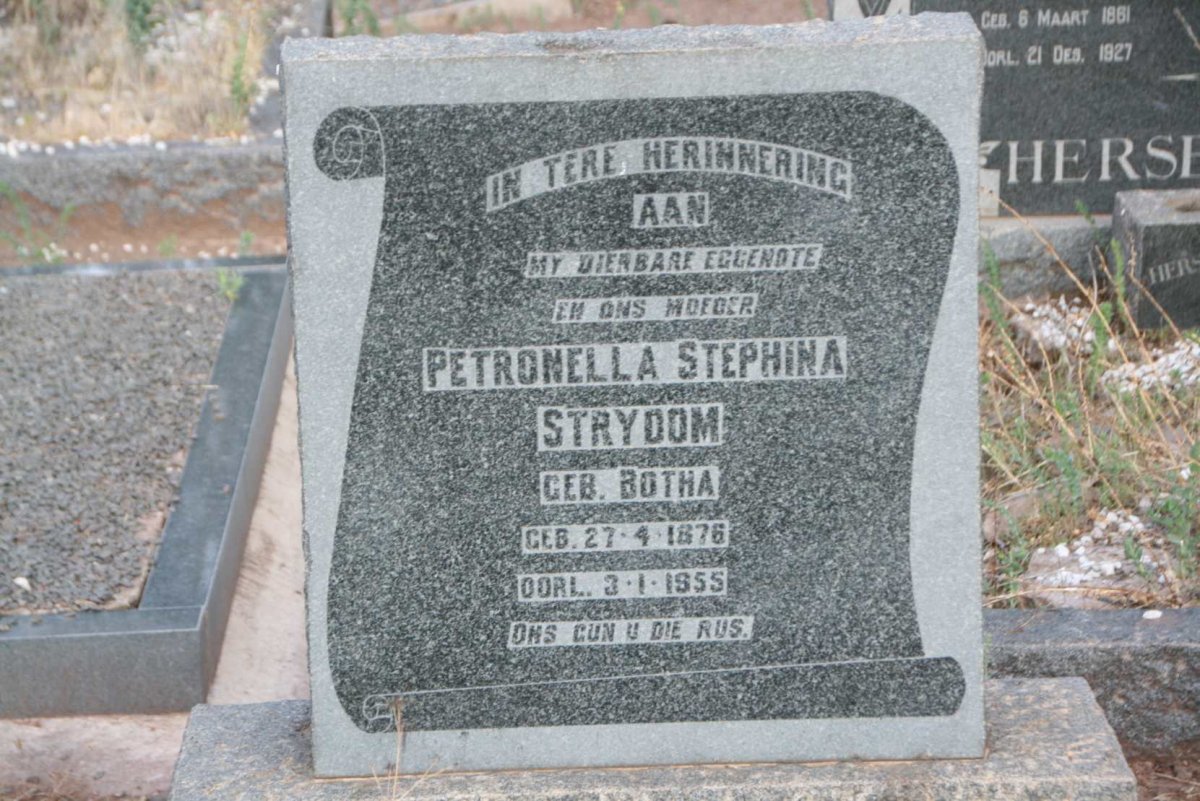 IN TERE HERINNERING
AAN
MY DIERBARE EGGENOTE
EN ONS MOEDER
PETRONELLA STEPHINA
STRYDOM
GEB. BOTHA
GEB. 27·4·1876
OORL. 3·1·1955
ONS GUN U DIE RUS.
GEB. 6 MAART 1861
OORL. 21 DES. 1927